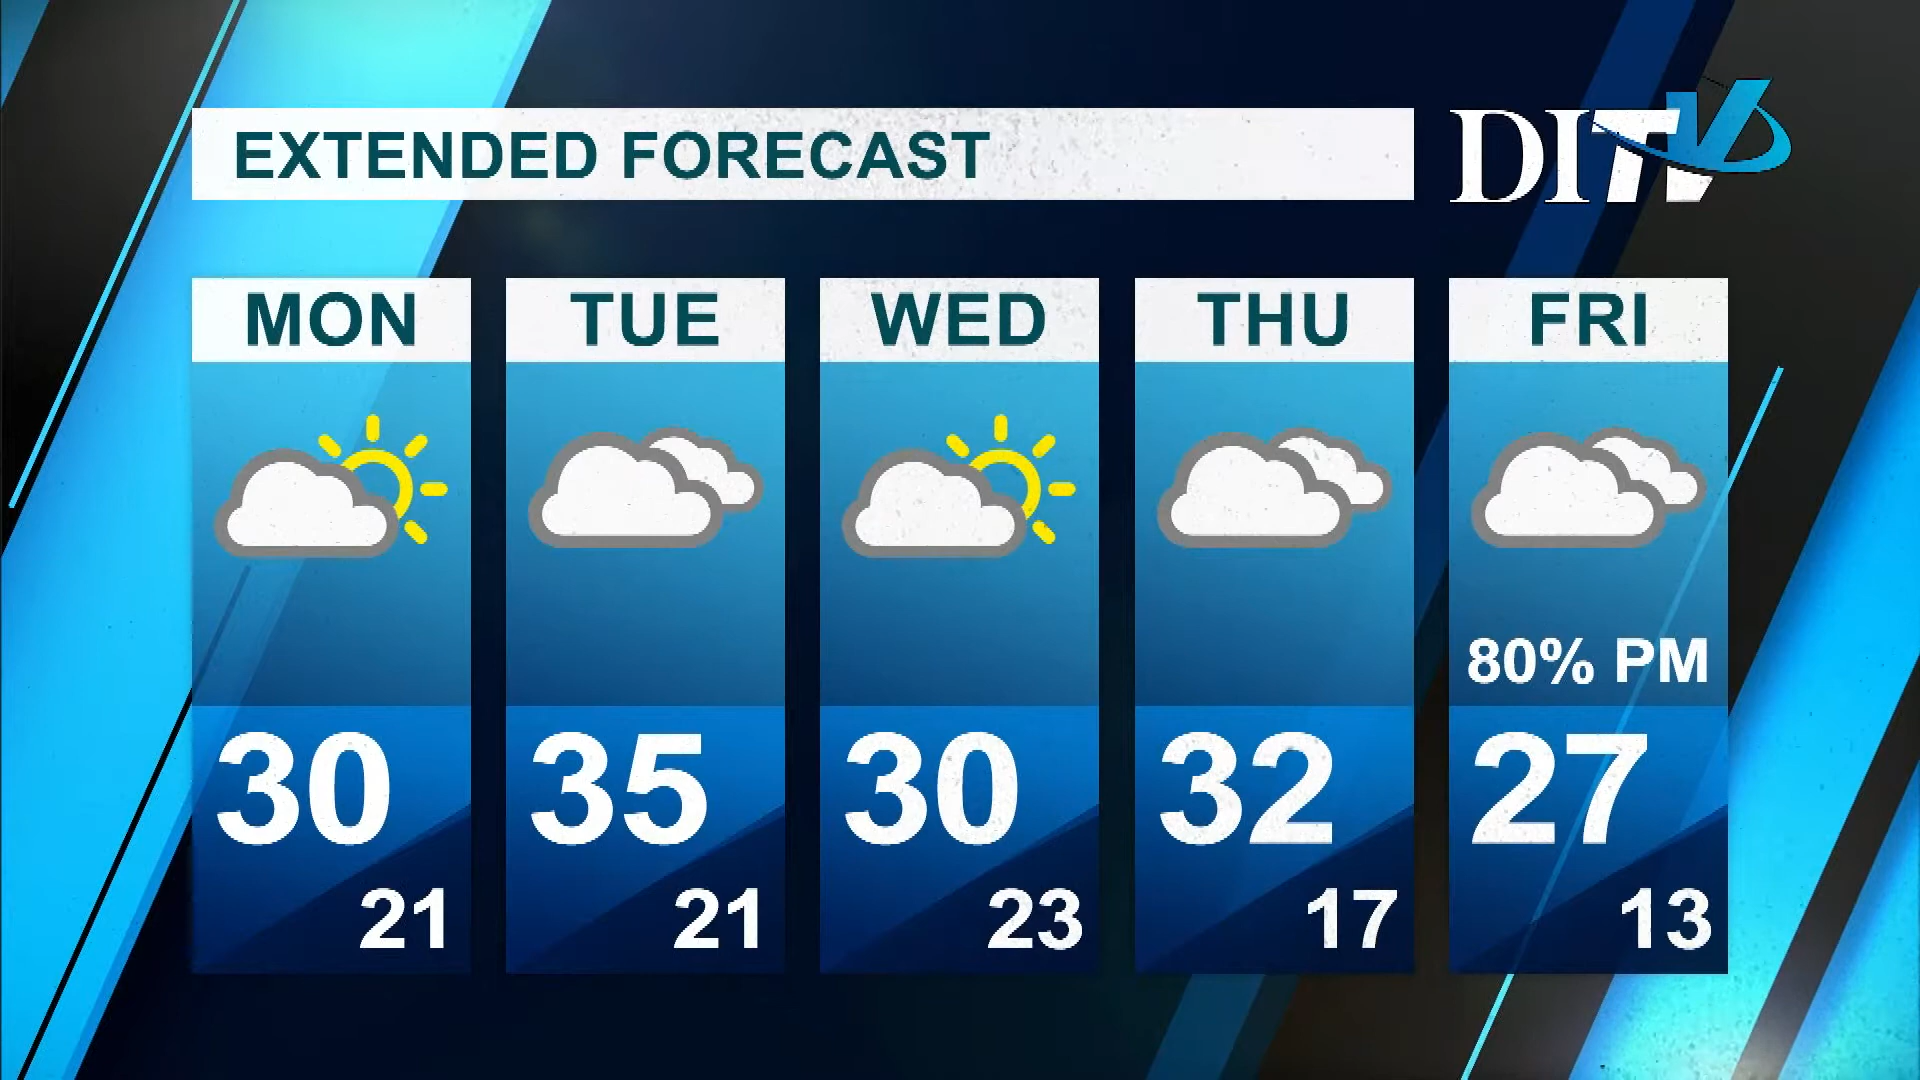 EXTENDED FORECAST
DITV
MON
TUE
WED
THU
FRI
80% PM
30
35
30
32
27
21
21
23
17
13